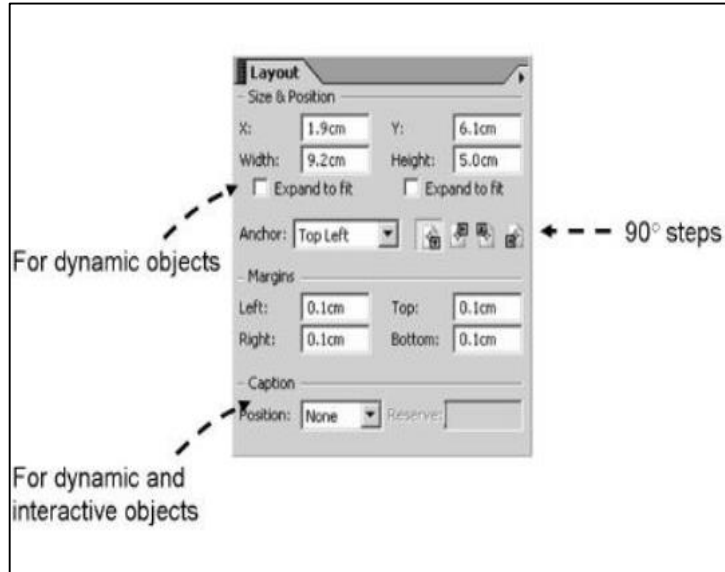 Layout
Size & Position
X: 1.9cm Y: 6.1cm
Width: 9.2cm Height: 5.0cm
Expand to fit Expand to fit
For dynamic objects
Anchor: Top Left
90° steps
Margins
Left: 0.1cm Top: 0.1cm
Right: 0.1cm Bottom: 0.1cm
Caption
Position: None Reserve:
For dynamic and
interactive objects